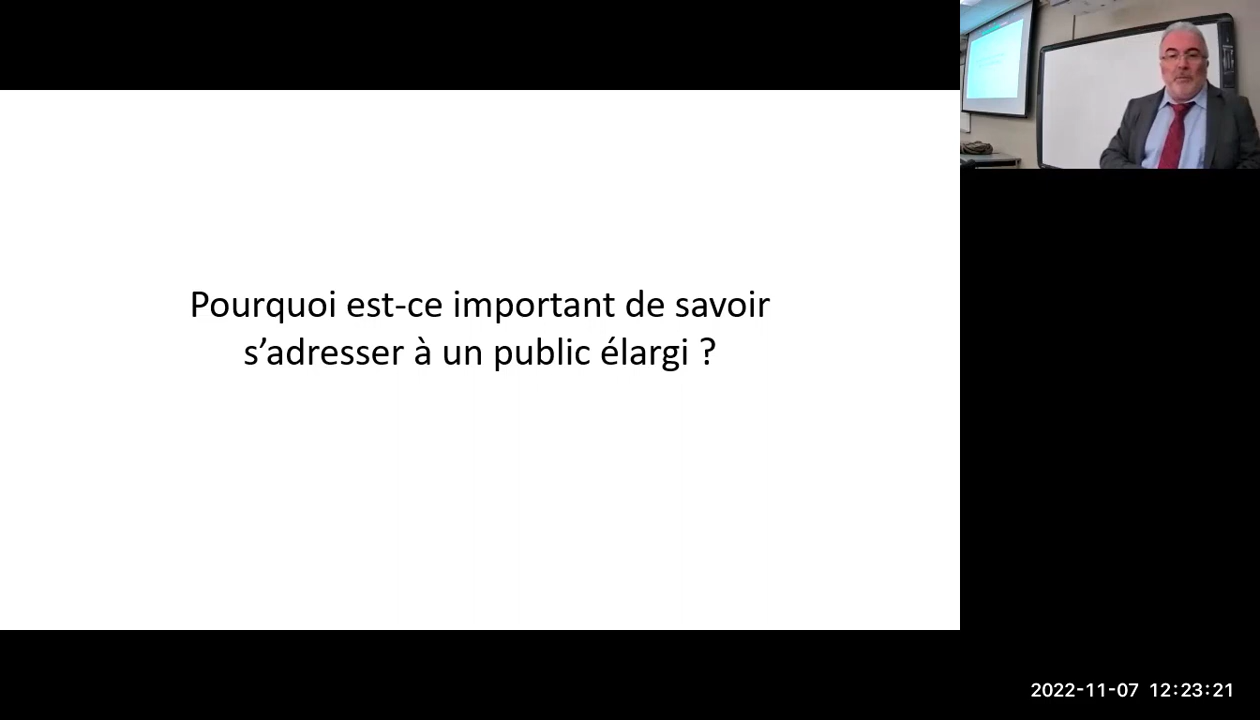 Pourquoi est-ce important de savoir
s’adresser à un public élargi ?
2022-11-07 12:23:21